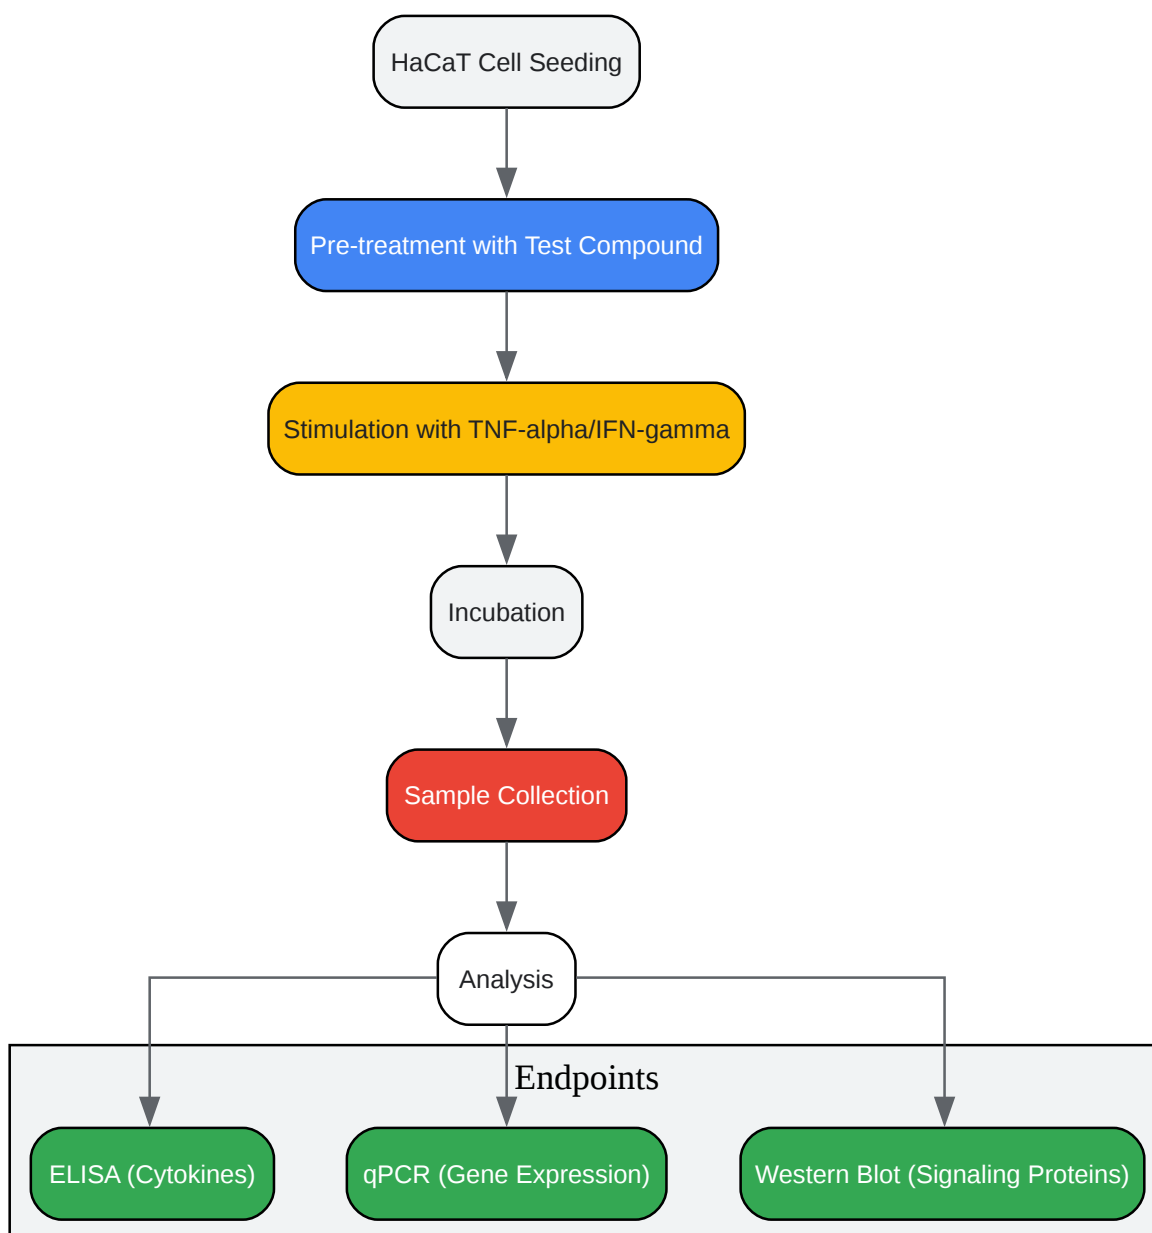 HaCaT Cell Seeding
Pre-treatment with Test Compound
Stimulation with TNF-alpha/IFN-gamma
Incubation
Sample Collection
Analysis
Endpoints
ELISA (Cytokines)
qPCR (Gene Expression)
Western Blot (Signaling Proteins)